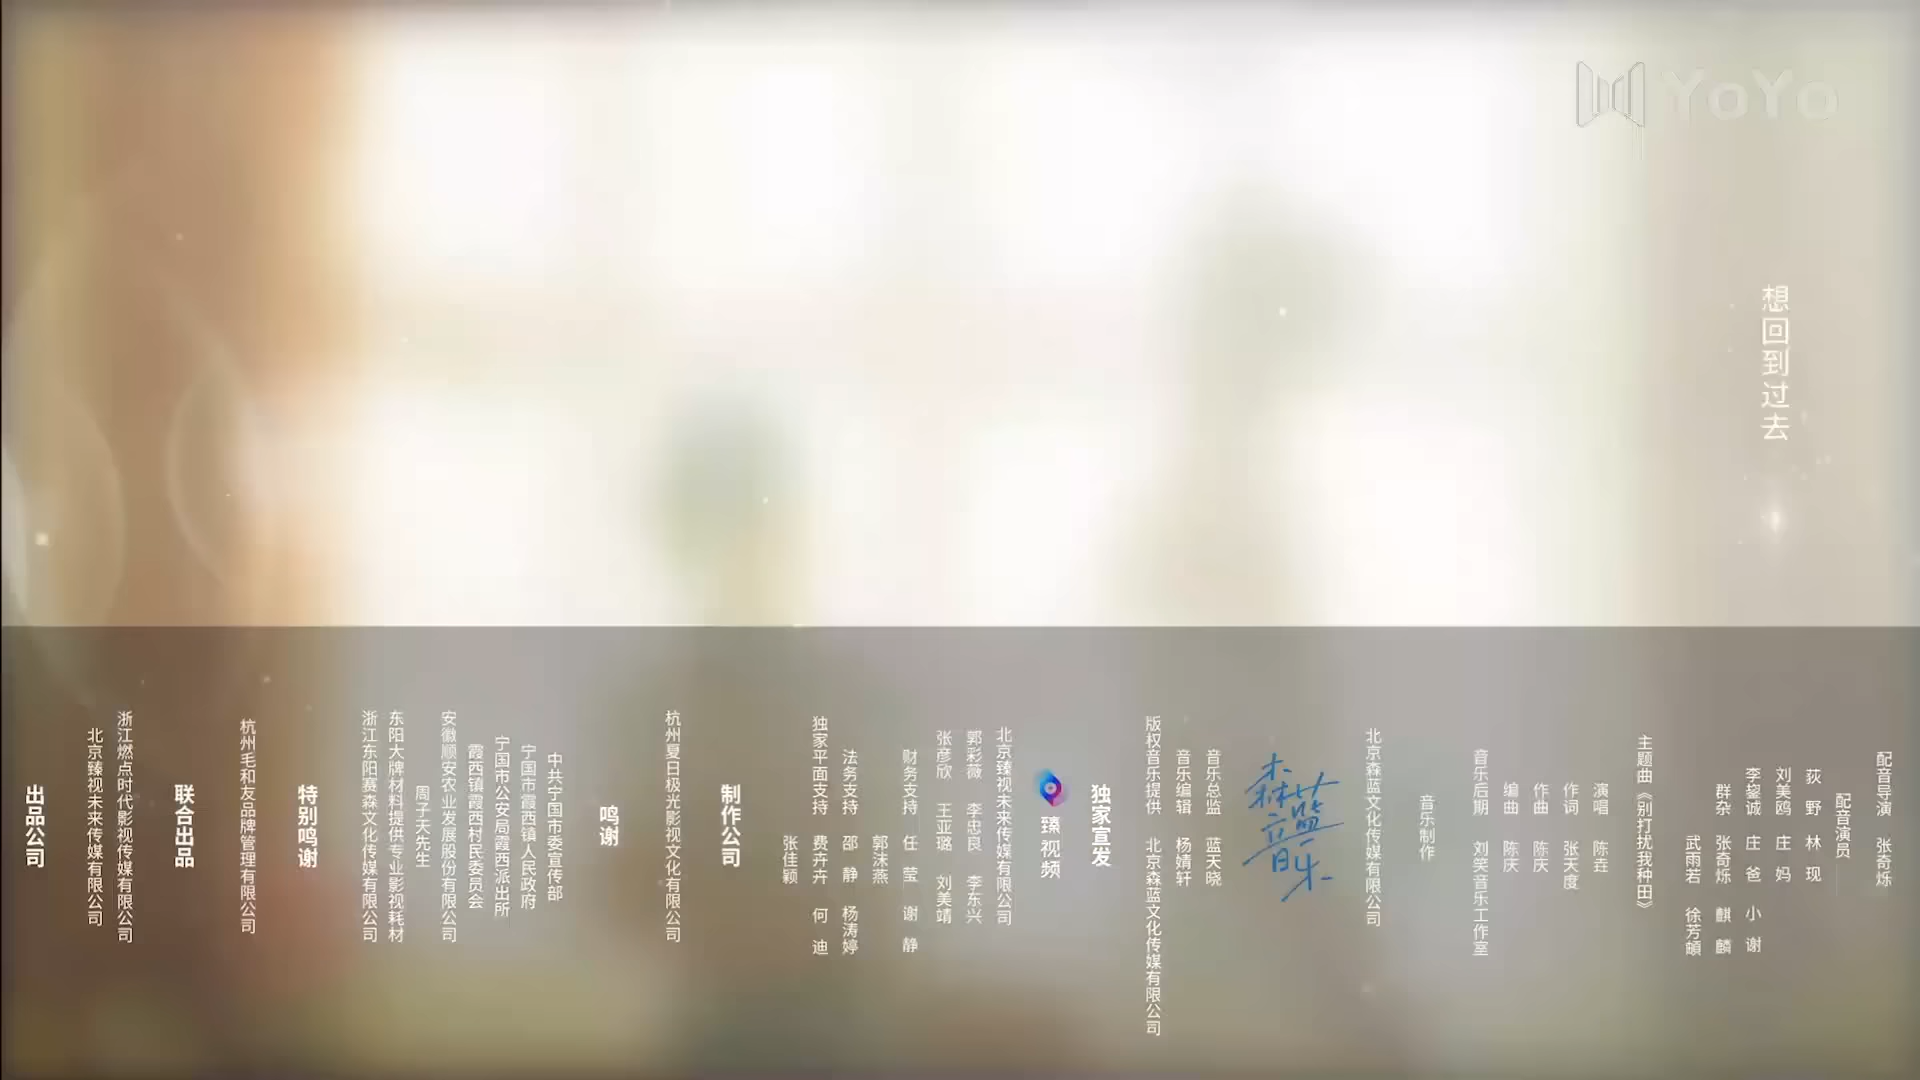 YoYo
想回到过去
配音导演 张奇烁
配音演员
荻野 林现
刘美鸥 庄妈
李鋆诚 庄爸 小谢
群杂 张奇烁 麒麟
武雨若 徐芳頔
主题曲《别打扰我种田》
演唱 陈垚
作词 张天度
作曲 陈庆
编曲 陈庆
音乐后期 刘笑音乐工作室
音乐制作
北京森蓝文化传媒有限公司
森蓝音乐
音乐总监 蓝天晓
音乐编辑 杨婧轩
版权音乐提供 北京森蓝文化传媒有限公司
独家宣发
臻视频
北京臻视未来传媒有限公司
郭彩薇 李忠良 李东兴
张彦欣 王亚璐 刘美靖
财务支持 任莹 谢静
郭沫燕
法务支持 邵静 杨涛婷
独家平面支持 费卉卉 何迪
张佳颖
制作公司
杭州夏日极光影视文化有限公司
鸣谢
中共宁国市委宣传部
宁国市霞西镇人民政府
宁国市公安局霞西派出所
霞西镇霞西村民委员会
安徽顺安农业发展股份有限公司
周子天先生
东阳大牌材料提供专业影视耗材
浙江东阳赛森文化传媒有限公司
特别鸣谢
杭州毛和友品牌管理有限公司
联合出品
浙江燃点时代影视传媒有限公司
北京臻视未来传媒有限公司
出品公司